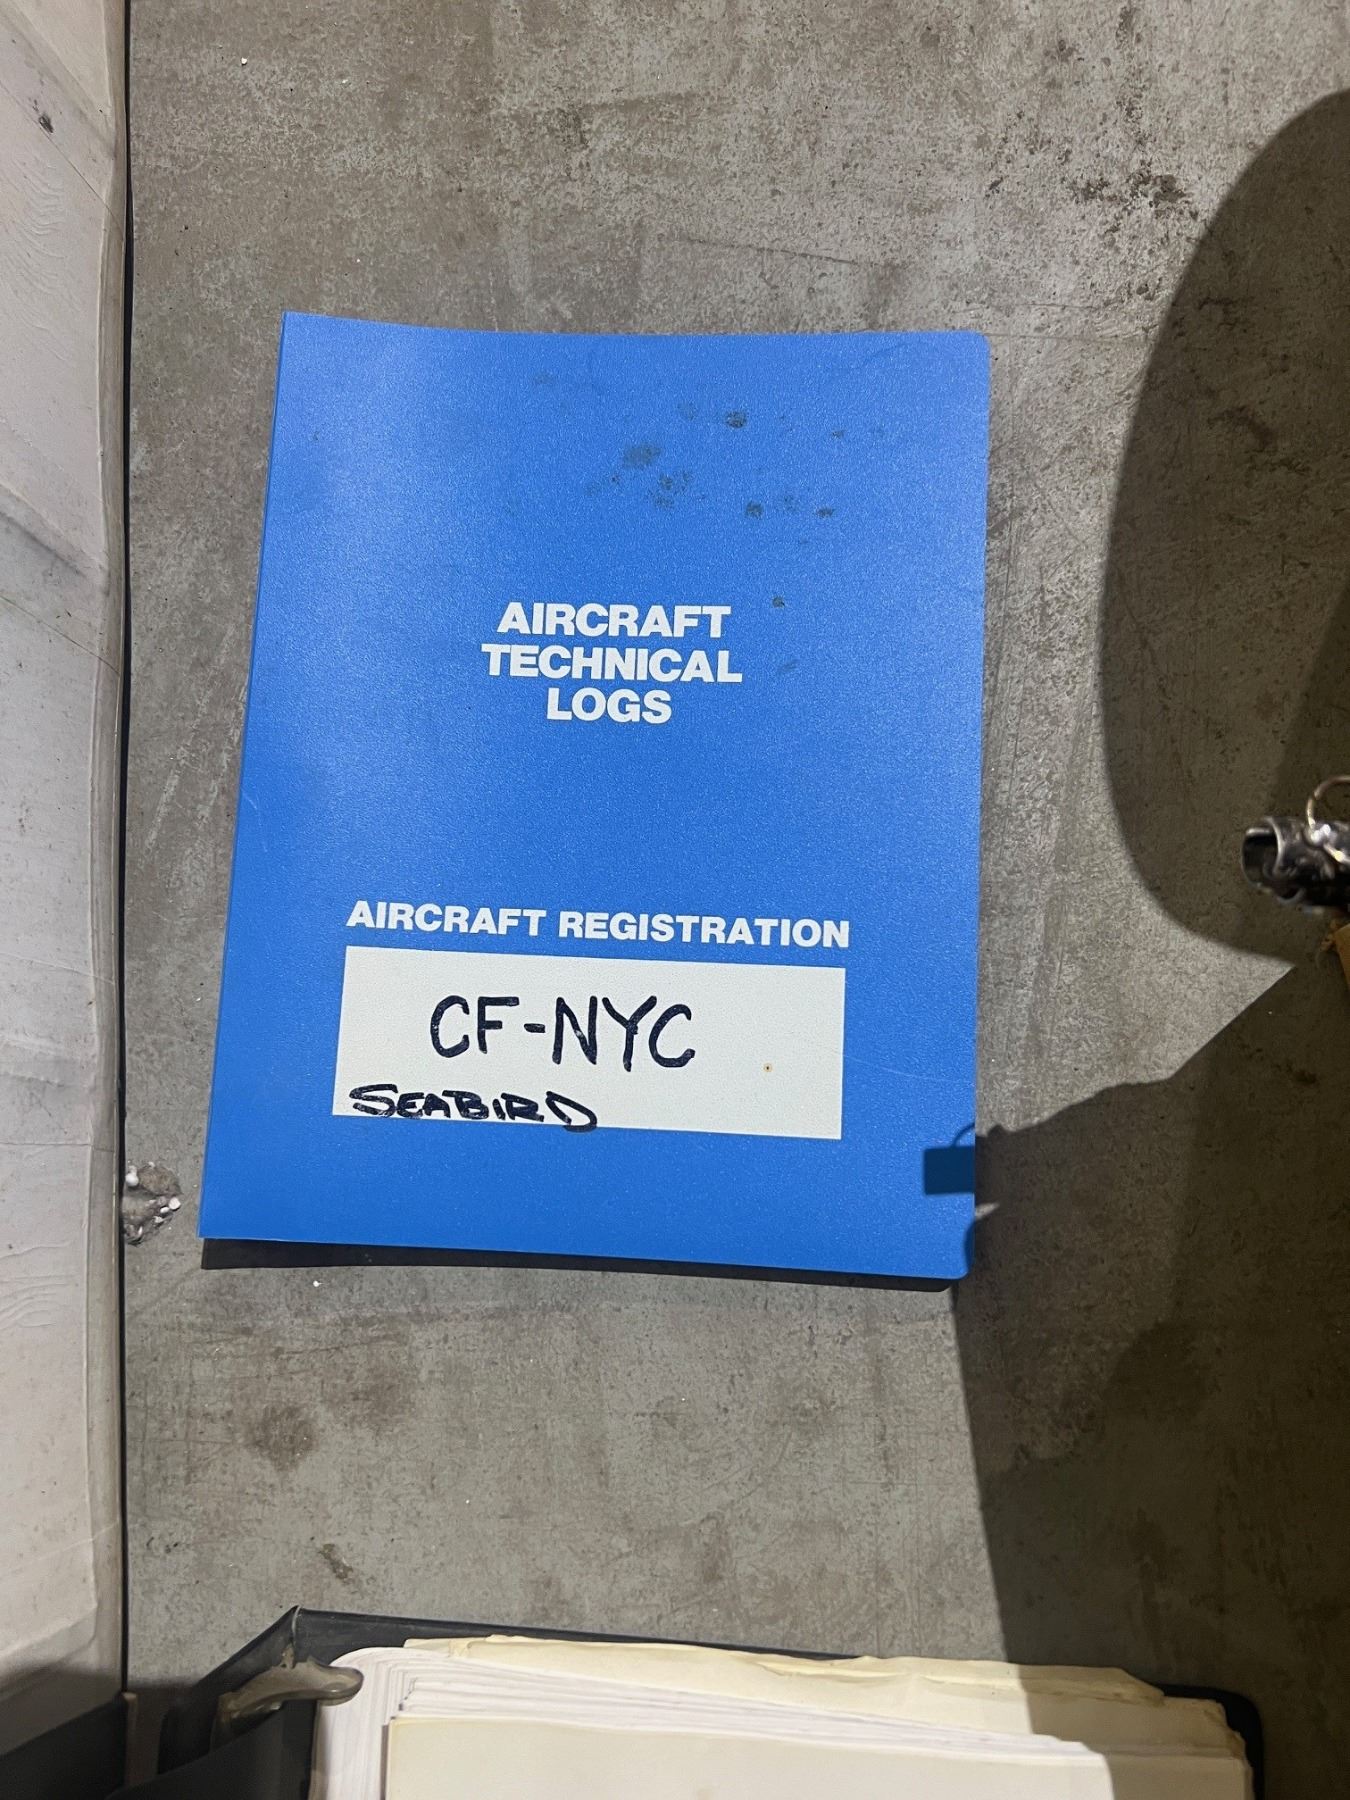 AIRCRAFT
TECHNICAL
LOGS
AIRCRAFT REGISTRATION
CF-NYC
SEABIRD